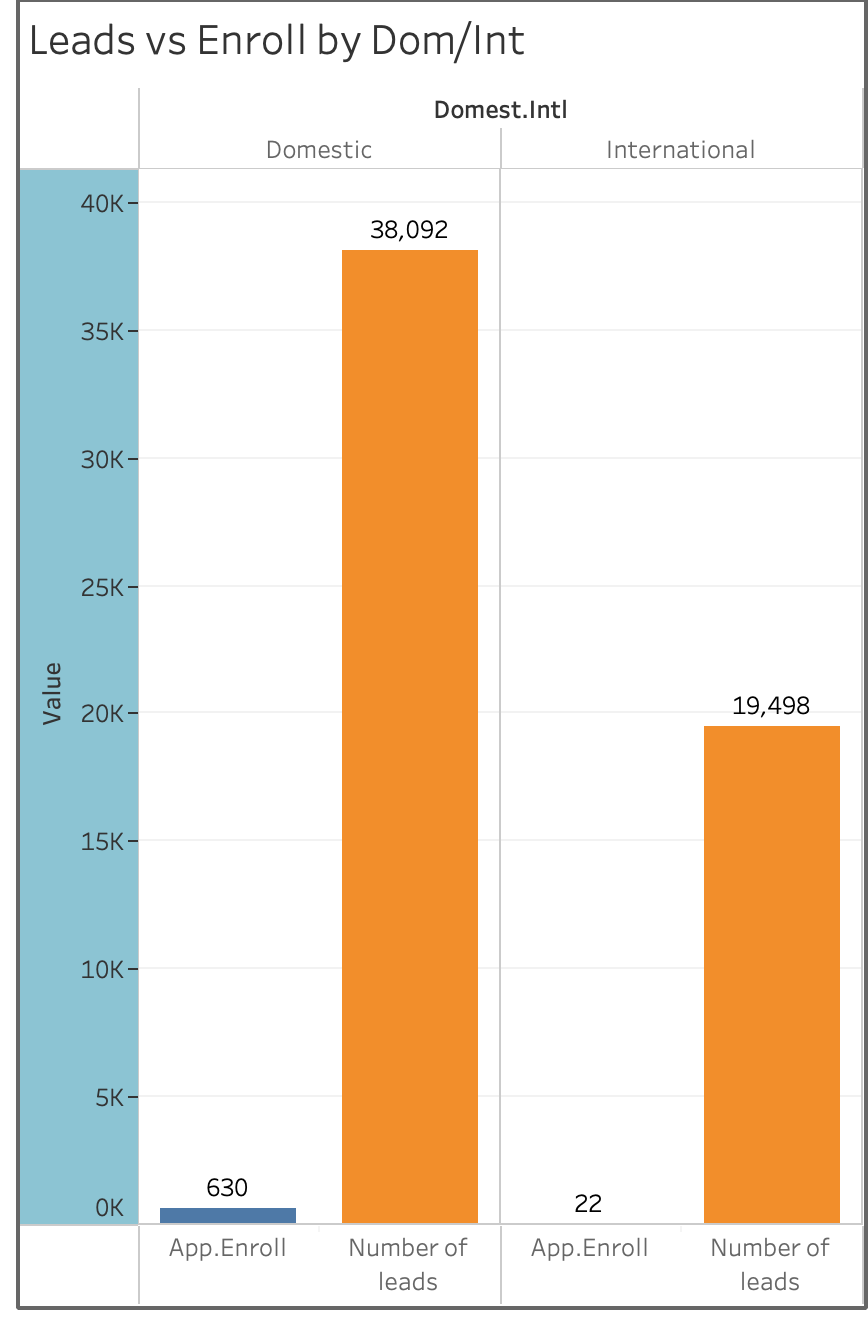 Leads vs Enroll by Dom/Int
Domest.Intl
Domestic
International
40K
35K
30K
25K
20K
15K
10K
5K
0K
Value
38,092
19,498
630
22
App.Enroll
Number of
leads
App.Enroll
Number of
leads